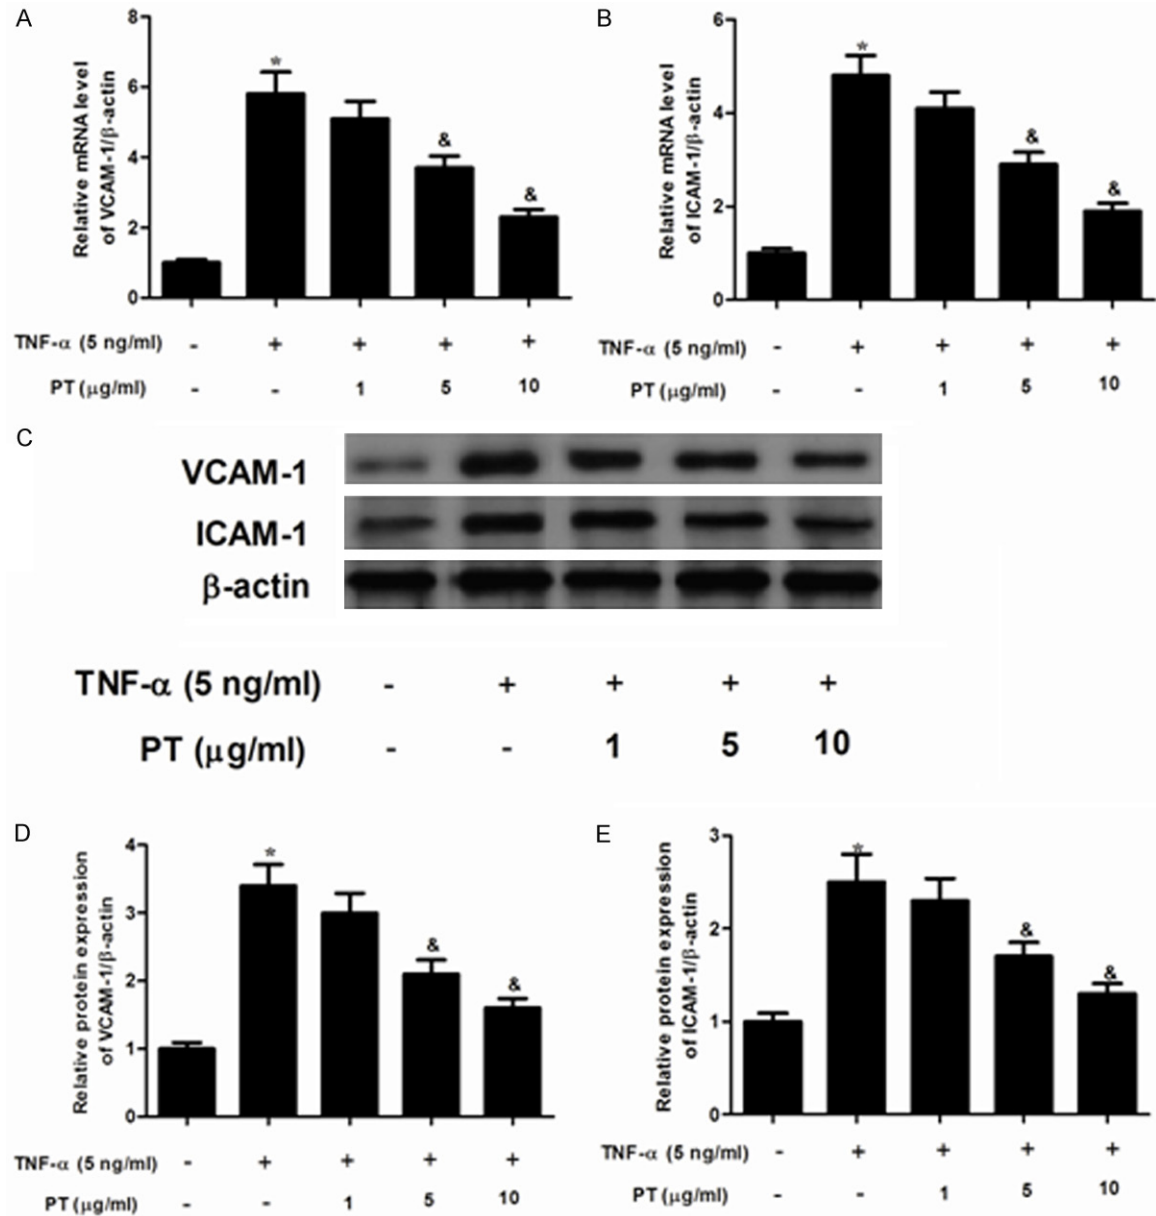 A
8
6
4
2
0
Relative mRNA level
of VCAM-1/β-actin
*
&
&
TNF-α (5 ng/ml) - + + + +
PT (μg/ml) - - 1 5 10
B
6
4
2
0
Relative mRNA level
of ICAM-1/β-actin
*
&
&
TNF-α (5 ng/ml) - + + + +
PT (μg/ml) - - 1 5 10
C
VCAM-1
ICAM-1
β-actin
TNF-α (5 ng/ml) - + + + +
PT (μg/ml) - - 1 5 10
D
4
3
2
1
0
Relative protein expression
of VCAM-1/β-actin
*
&
&
TNF-α (5 ng/ml) - + + + +
PT (μg/ml) - - 1 5 10
E
3
2
1
0
Relative protein expression
of ICAM-1/β-actin
*
&
&
TNF-α (5 ng/ml) - + + + +
PT (μg/ml) - - 1 5 10